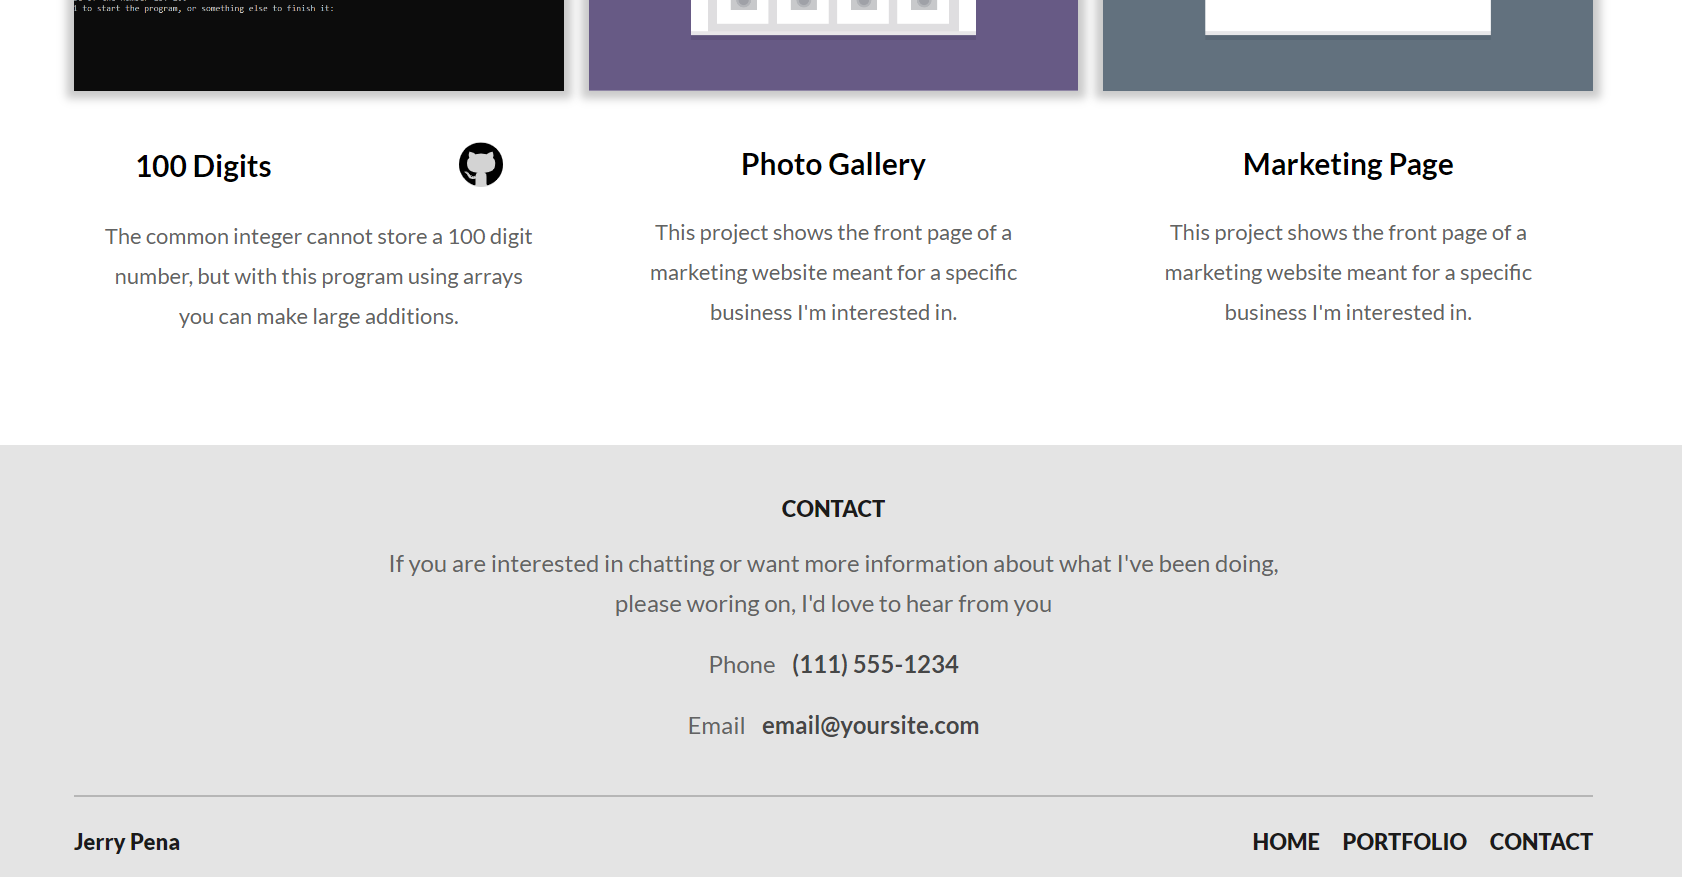 1 to start the program, or something else to finish it:
100 Digits
The common integer cannot store a 100 digit
number, but with this program using arrays
you can make large additions.
Photo Gallery
This project shows the front page of a
marketing website meant for a specific
business I'm interested in.
Marketing Page
This project shows the front page of a
marketing website meant for a specific
business I'm interested in.
CONTACT
If you are interested in chatting or want more information about what I've been doing,
please woring on, I'd love to hear from you
Phone (111) 555-1234
Email email@yoursite.com
Jerry Pena
HOME PORTFOLIO CONTACT